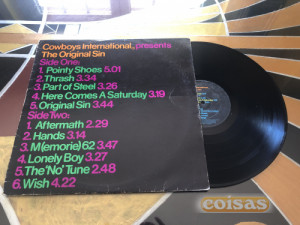 Cowboys International, presents
The Original Sin
Side One:
1. Pointy Shoes 5.01
2. Thrash 3.34
3. Part of Steel 3.26
4. Here Comes A Saturday 3.19
5. Original Sin 3.44
Side Two:
1. Aftermath 2.29
2. Hands 3.14
3. M(emorie)62 3.47
4. Lonely Boy 3.27
5. The "No" Tune 2.48
6. Wish 4.22
coisas